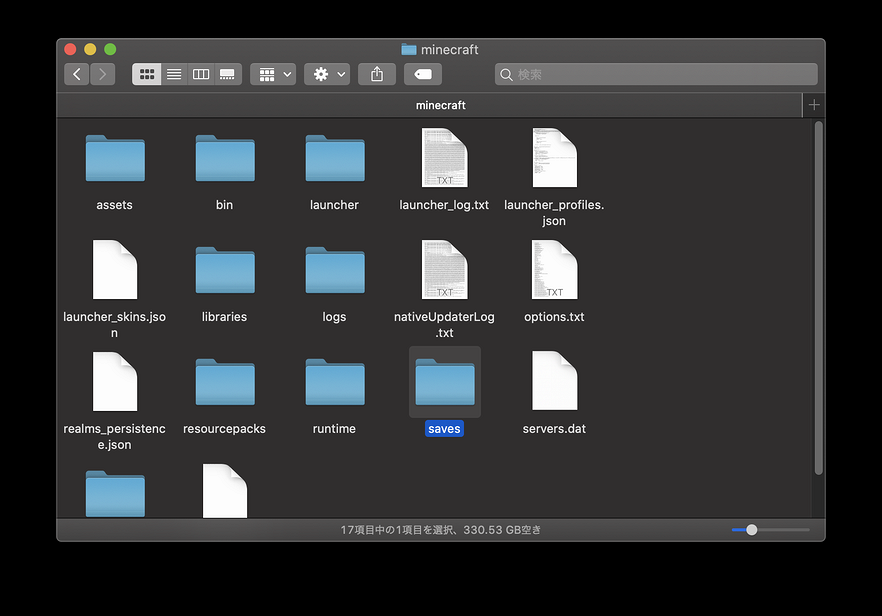 minecraft
検索
minecraft
assets
bin
launcher
TXT
launcher_log.txt
launcher_profiles.
json
launcher_skins.jso
n
libraries
logs
TXT
nativeUpdaterLog
.txt
TXT
options.txt
realms_persistenc
e.json
resourcepacks
runtime
saves
servers.dat
17項目中の1項目を選択、330.53 GB空き